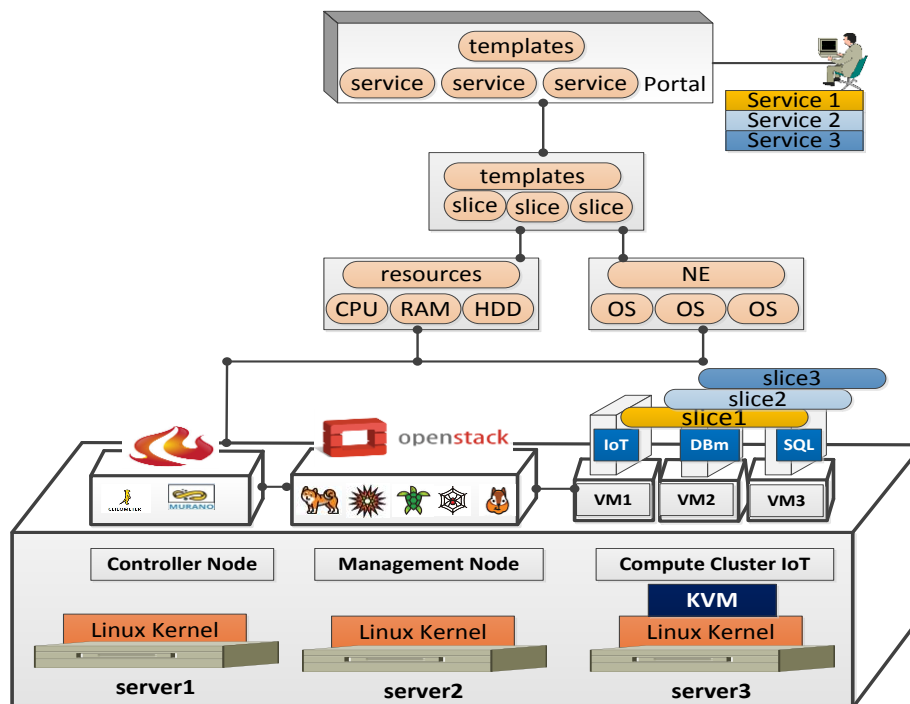 templates
service service service Portal
Service 1
Service 2
Service 3
templates
slice slice slice
resources
CPU RAM HDD
NE
OS OS OS
slice3
slice2
slice1
openstack
IoT DBm SQL
CEILOMETER MURANO
VM1 VM2 VM3
Controller Node Management Node Compute Cluster IoT
KVM
Linux Kernel Linux Kernel Linux Kernel
server1 server2 server3